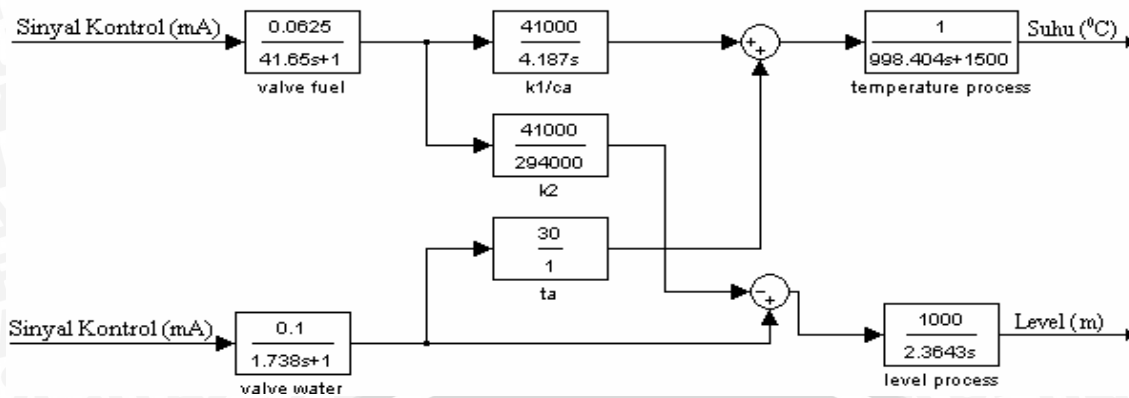 Sinyal Kontrol (mA)
0.0625
41.65s+1
valve fuel
41000
4.187s
k1/ca
+
+
1
998.404s+1500
temperature process
Suhu (⁰C)
41000
294000
k2
30
1
ta
Sinyal Kontrol (mA)
0.1
1.738s+1
valve water
-
+
1000
2.3643s
level process
Level (m)